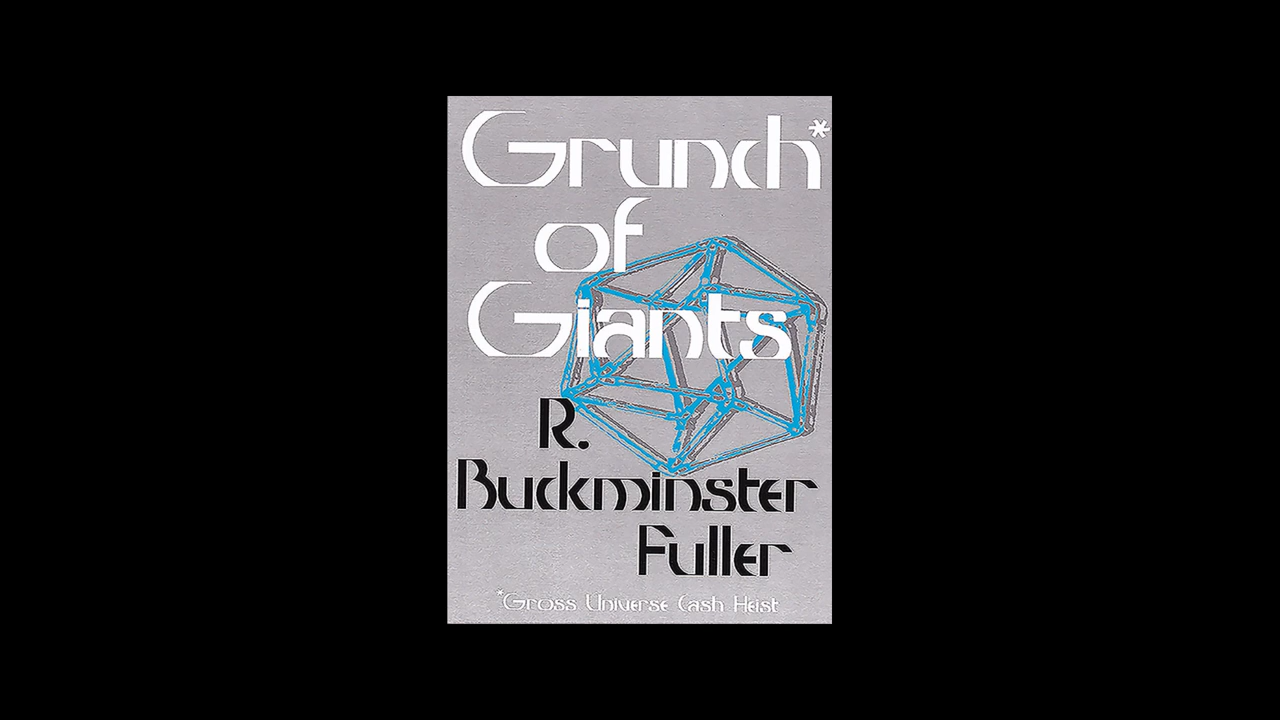 Grunch*
of
Giants
R.
Buckminster
Fuller
*Gross Universe Cash Heist